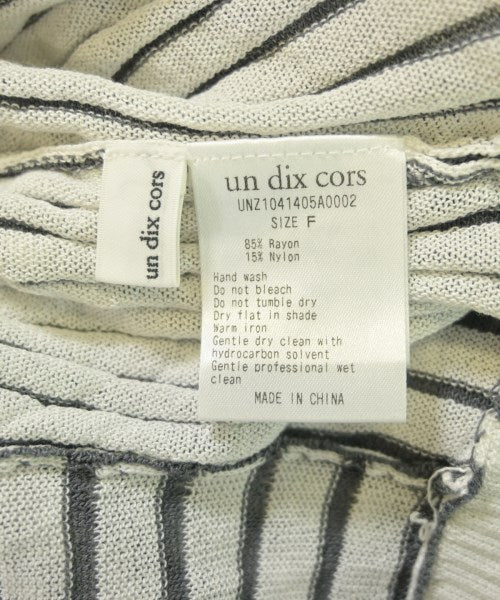 un dix cors
un dix cors
UNZ1041405A0002
SIZE F
85% Rayon
15% Nylon
Hand wash
Do not bleach
Do not tumble dry
Dry flat in shade
Warm iron
Gentle dry clean with
hydrocarbon solvent
Gentle professional wet
clean
MADE IN CHINA